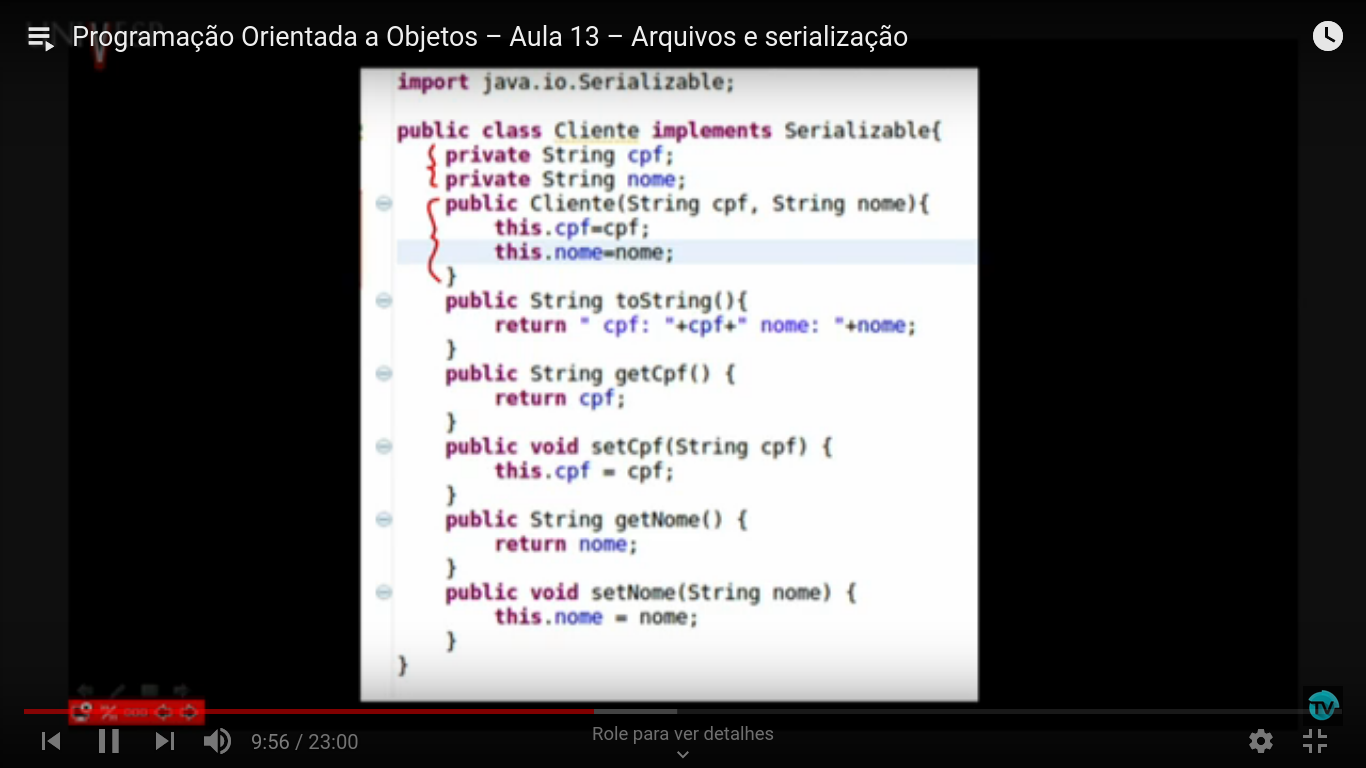 Programação Orientada a Objetos – Aula 13 – Arquivos e serialização
import java.io.Serializable;
public class Cliente implements Serializable{
private String cpf;
private String nome;
public Cliente(String cpf, String nome){
this.cpf=cpf;
this.nome=nome;
}
public String toString(){
return " cpf: "+cpf+" nome: "+nome;
}
public String getCpf() {
return cpf;
}
public void setCpf(String cpf) {
this.cpf = cpf;
}
public String getNome() {
return nome;
}
public void setNome(String nome) {
this.nome = nome;
}
}
TV
9:56 / 23:00
Role para ver detalhes